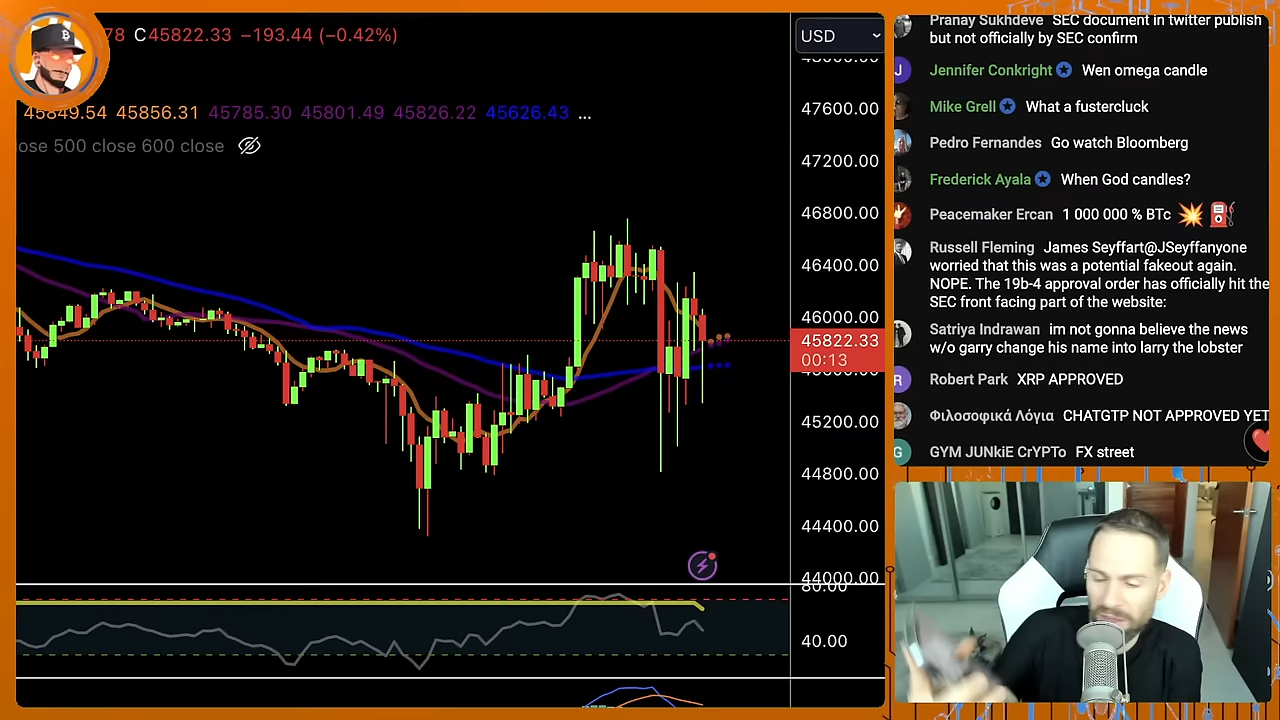 78 C45822.33 −193.44 (−0.42%)
45849.54 45856.31 45785.30 45801.49 45826.22 45626.43 ...
ose 500 close 600 close
USD
47600.00
47200.00
46800.00
46400.00
46000.00
45822.33
00:13
45200.00
44800.00
44400.00
44000.00
80.00
40.00
Pranay Sukhdeve SEC document in twitter publish
but not officially by SEC confirm
J Jennifer Conkright Wen omega candle
Mike Grell What a fustercluck
Pedro Fernandes Go watch Bloomberg
Frederick Ayala When God candles?
Peacemaker Ercan 1 000 000 % BTc 💥 ⛽
Russell Fleming James Seyffart@JSeyffanyone
worried that this was a potential fakeout again.
NOPE. The 19b-4 approval order has officially hit the
SEC front facing part of the website:
Satriya Indrawan im not gonna believe the news
w/o garry change his name into larry the lobster
R Robert Park XRP APPROVED
Φιλοσοφικά Λόγια CHATGTP NOT APPROVED YET
G GYM JUNkiE CrYPTo FX street